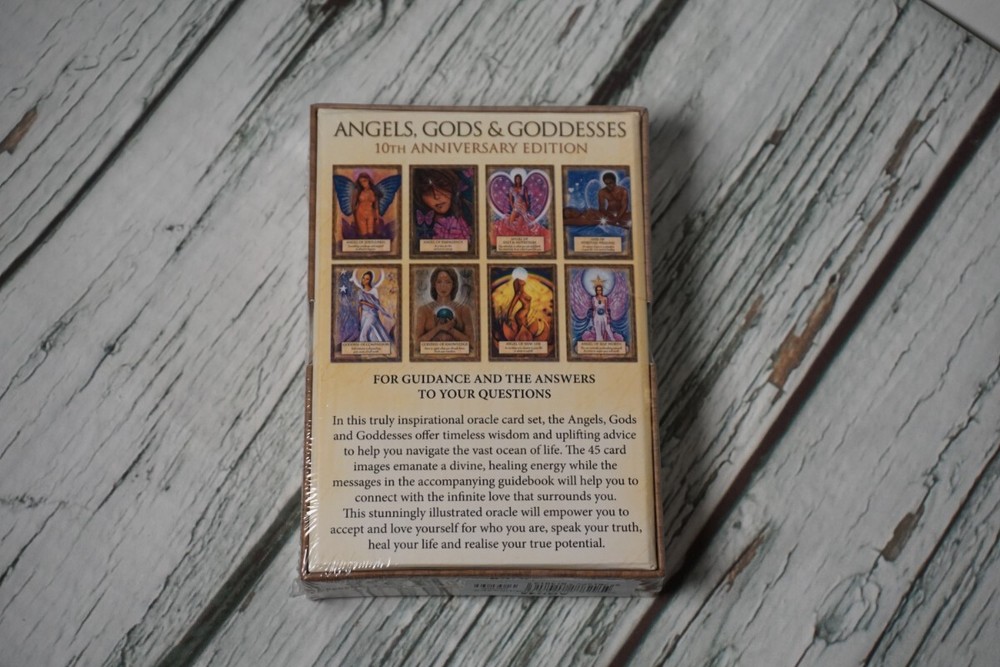 ANGELS, GODS & GODDESSES
10TH ANNIVERSARY EDITION
FOR GUIDANCE AND THE ANSWERS
TO YOUR QUESTIONS
In this truly inspirational oracle card set, the Angels, Gods
and Goddesses offer timeless wisdom and uplifting advice
to help you navigate the vast ocean of life. The 45 card
images emanate a divine, healing energy while the
messages in the accompanying guidebook will help you to
connect with the infinite love that surrounds you.
This stunningly illustrated oracle will empower you to
accept and love yourself for who you are, speak your truth,
heal your life and realise your true potential.